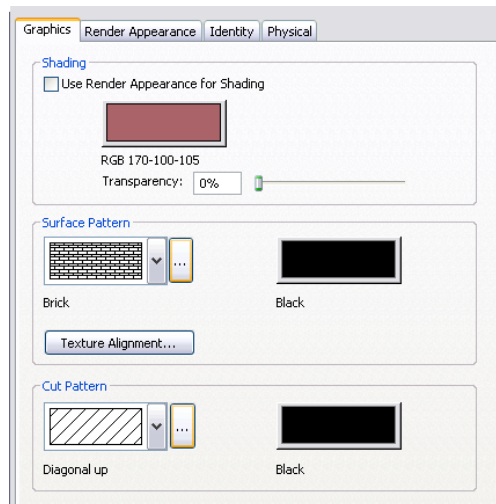 Graphics Render Appearance Identity Physical
Shading
Use Render Appearance for Shading
RGB 170-100-105
Transparency: 0%
Surface Pattern
...
Brick Black
Texture Alignment...
Cut Pattern
...
Diagonal up Black